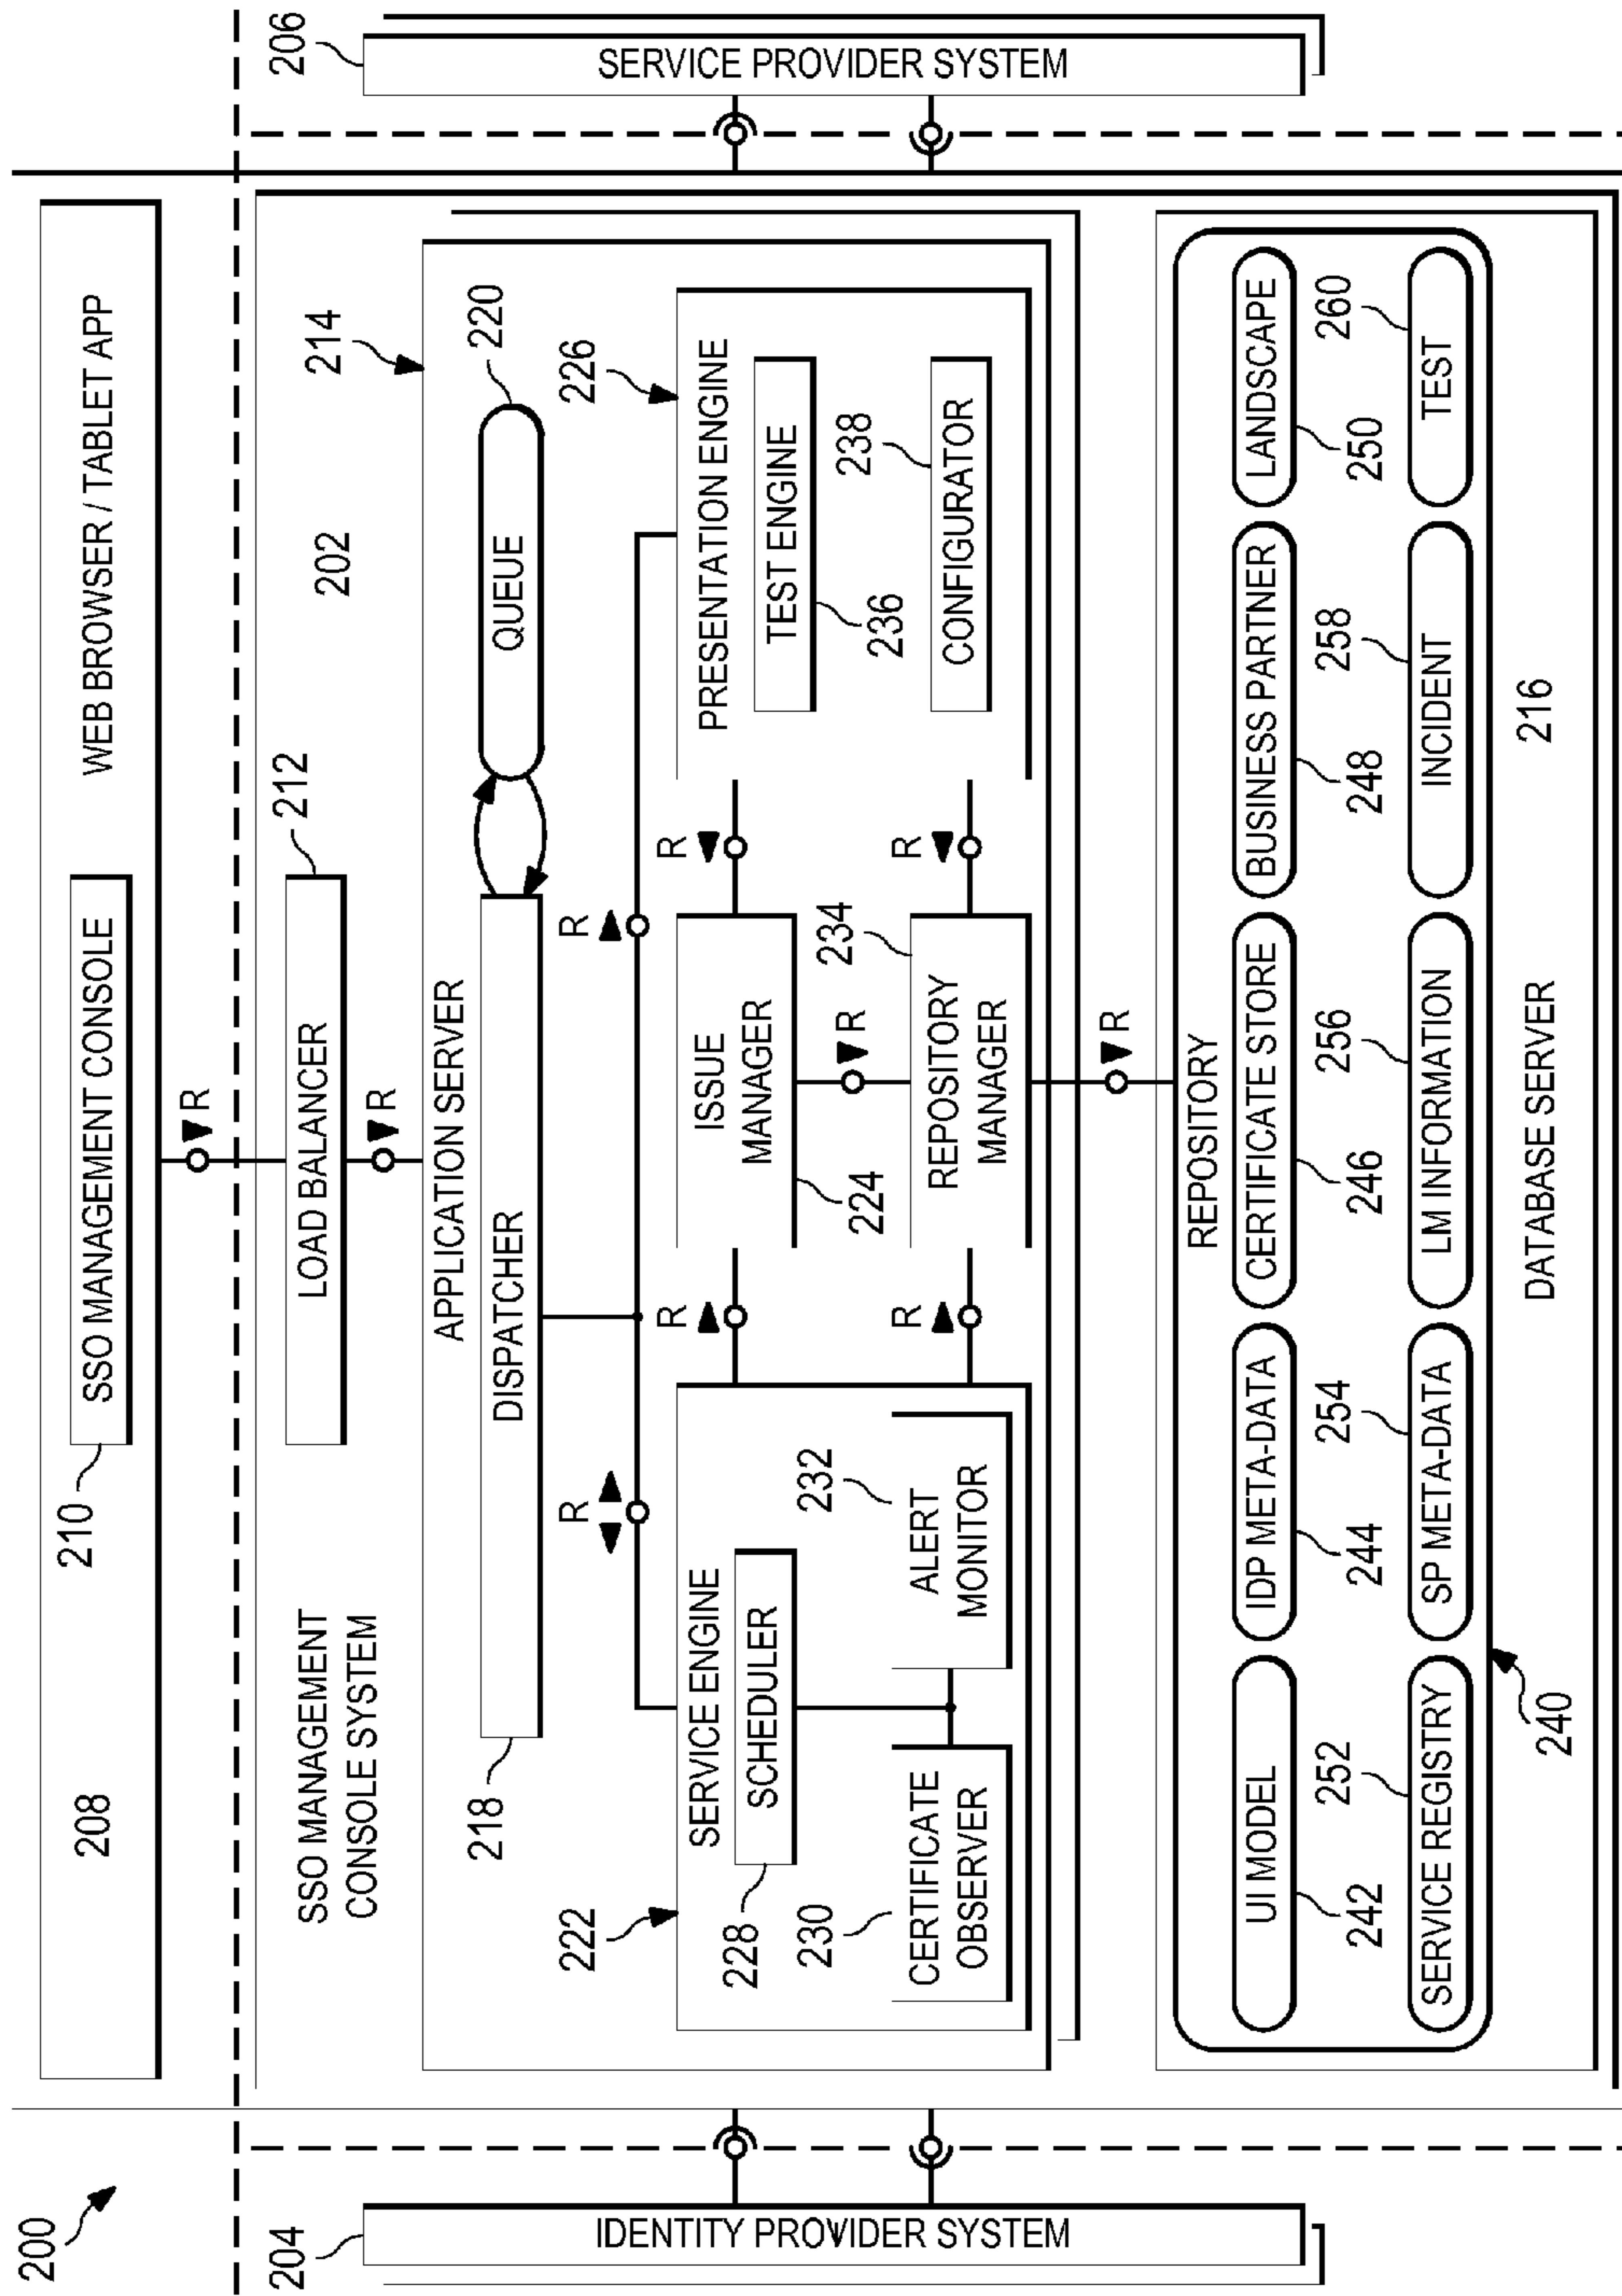 200
208
WEB BROWSER / TABLET APP
210
SSO MANAGEMENT CONSOLE
R
204
IDENTITY PROVIDER SYSTEM
206
SERVICE PROVIDER SYSTEM
SSO MANAGEMENT
CONSOLE SYSTEM
202
LOAD BALANCER
212
R
214
APPLICATION SERVER
218
DISPATCHER
QUEUE
220
R
R
222
SERVICE ENGINE
228
SCHEDULER
230
CERTIFICATE
OBSERVER
232
ALERT
MONITOR
R
R
ISSUE
MANAGER
224
R
234
REPOSITORY
MANAGER
R
R
226
PRESENTATION ENGINE
TEST ENGINE
236
238
CONFIGURATOR
R
REPOSITORY
UI MODEL
IDP META-DATA
CERTIFICATE STORE
BUSINESS PARTNER
LANDSCAPE
242
252
244
254
246
256
248
258
250
260
SERVICE REGISTRY
SP META-DATA
LM INFORMATION
INCIDENT
TEST
240
DATABASE SERVER
216